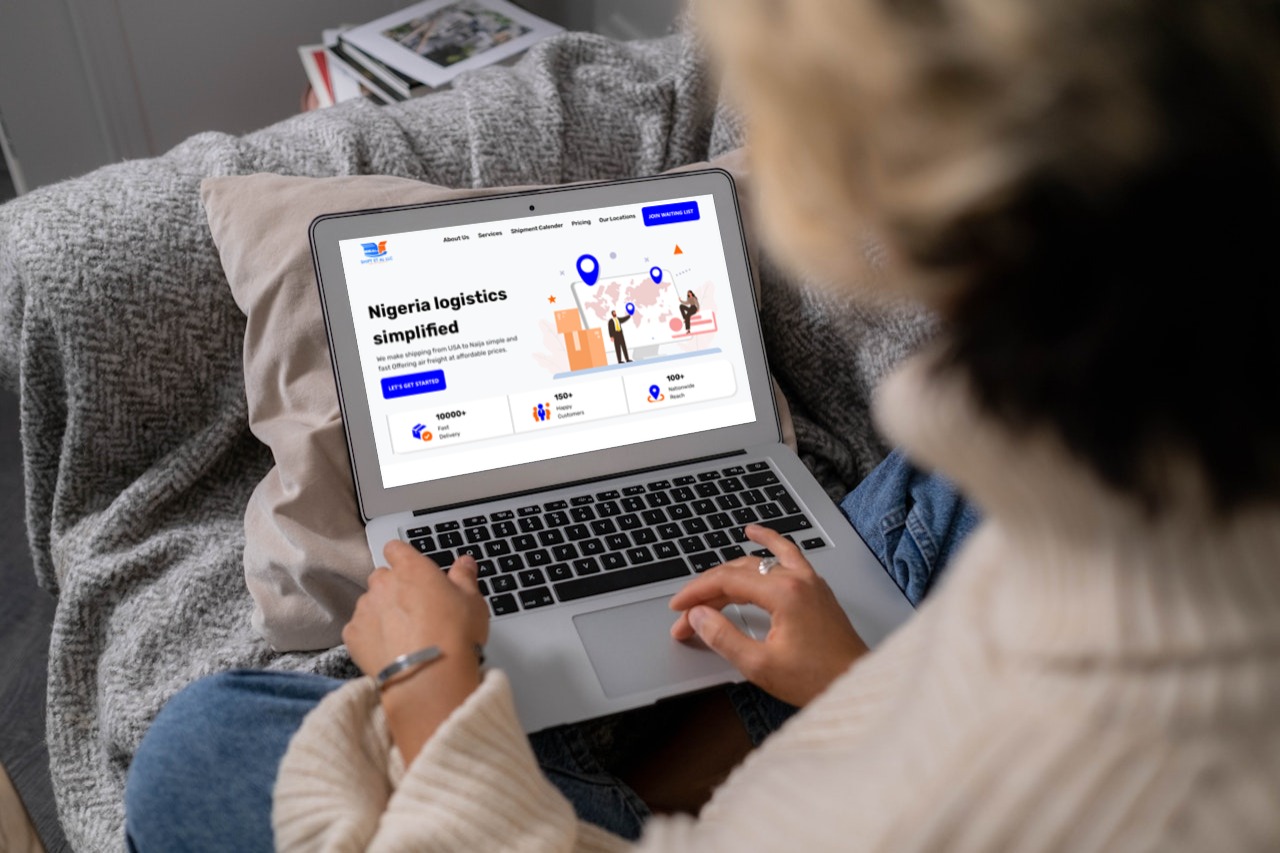 About Us Services Shipment Calender Pricing Our Locations JOIN WAITING LIST
Nigeria logistics
simplified
We make shipping from USA to Naija simple and
fast Offering air freight at affordable prices.
LET'S GET STARTED
10000+
Fast
Delivery
150+
Happy
Customers
100+
Nationwide
Reach